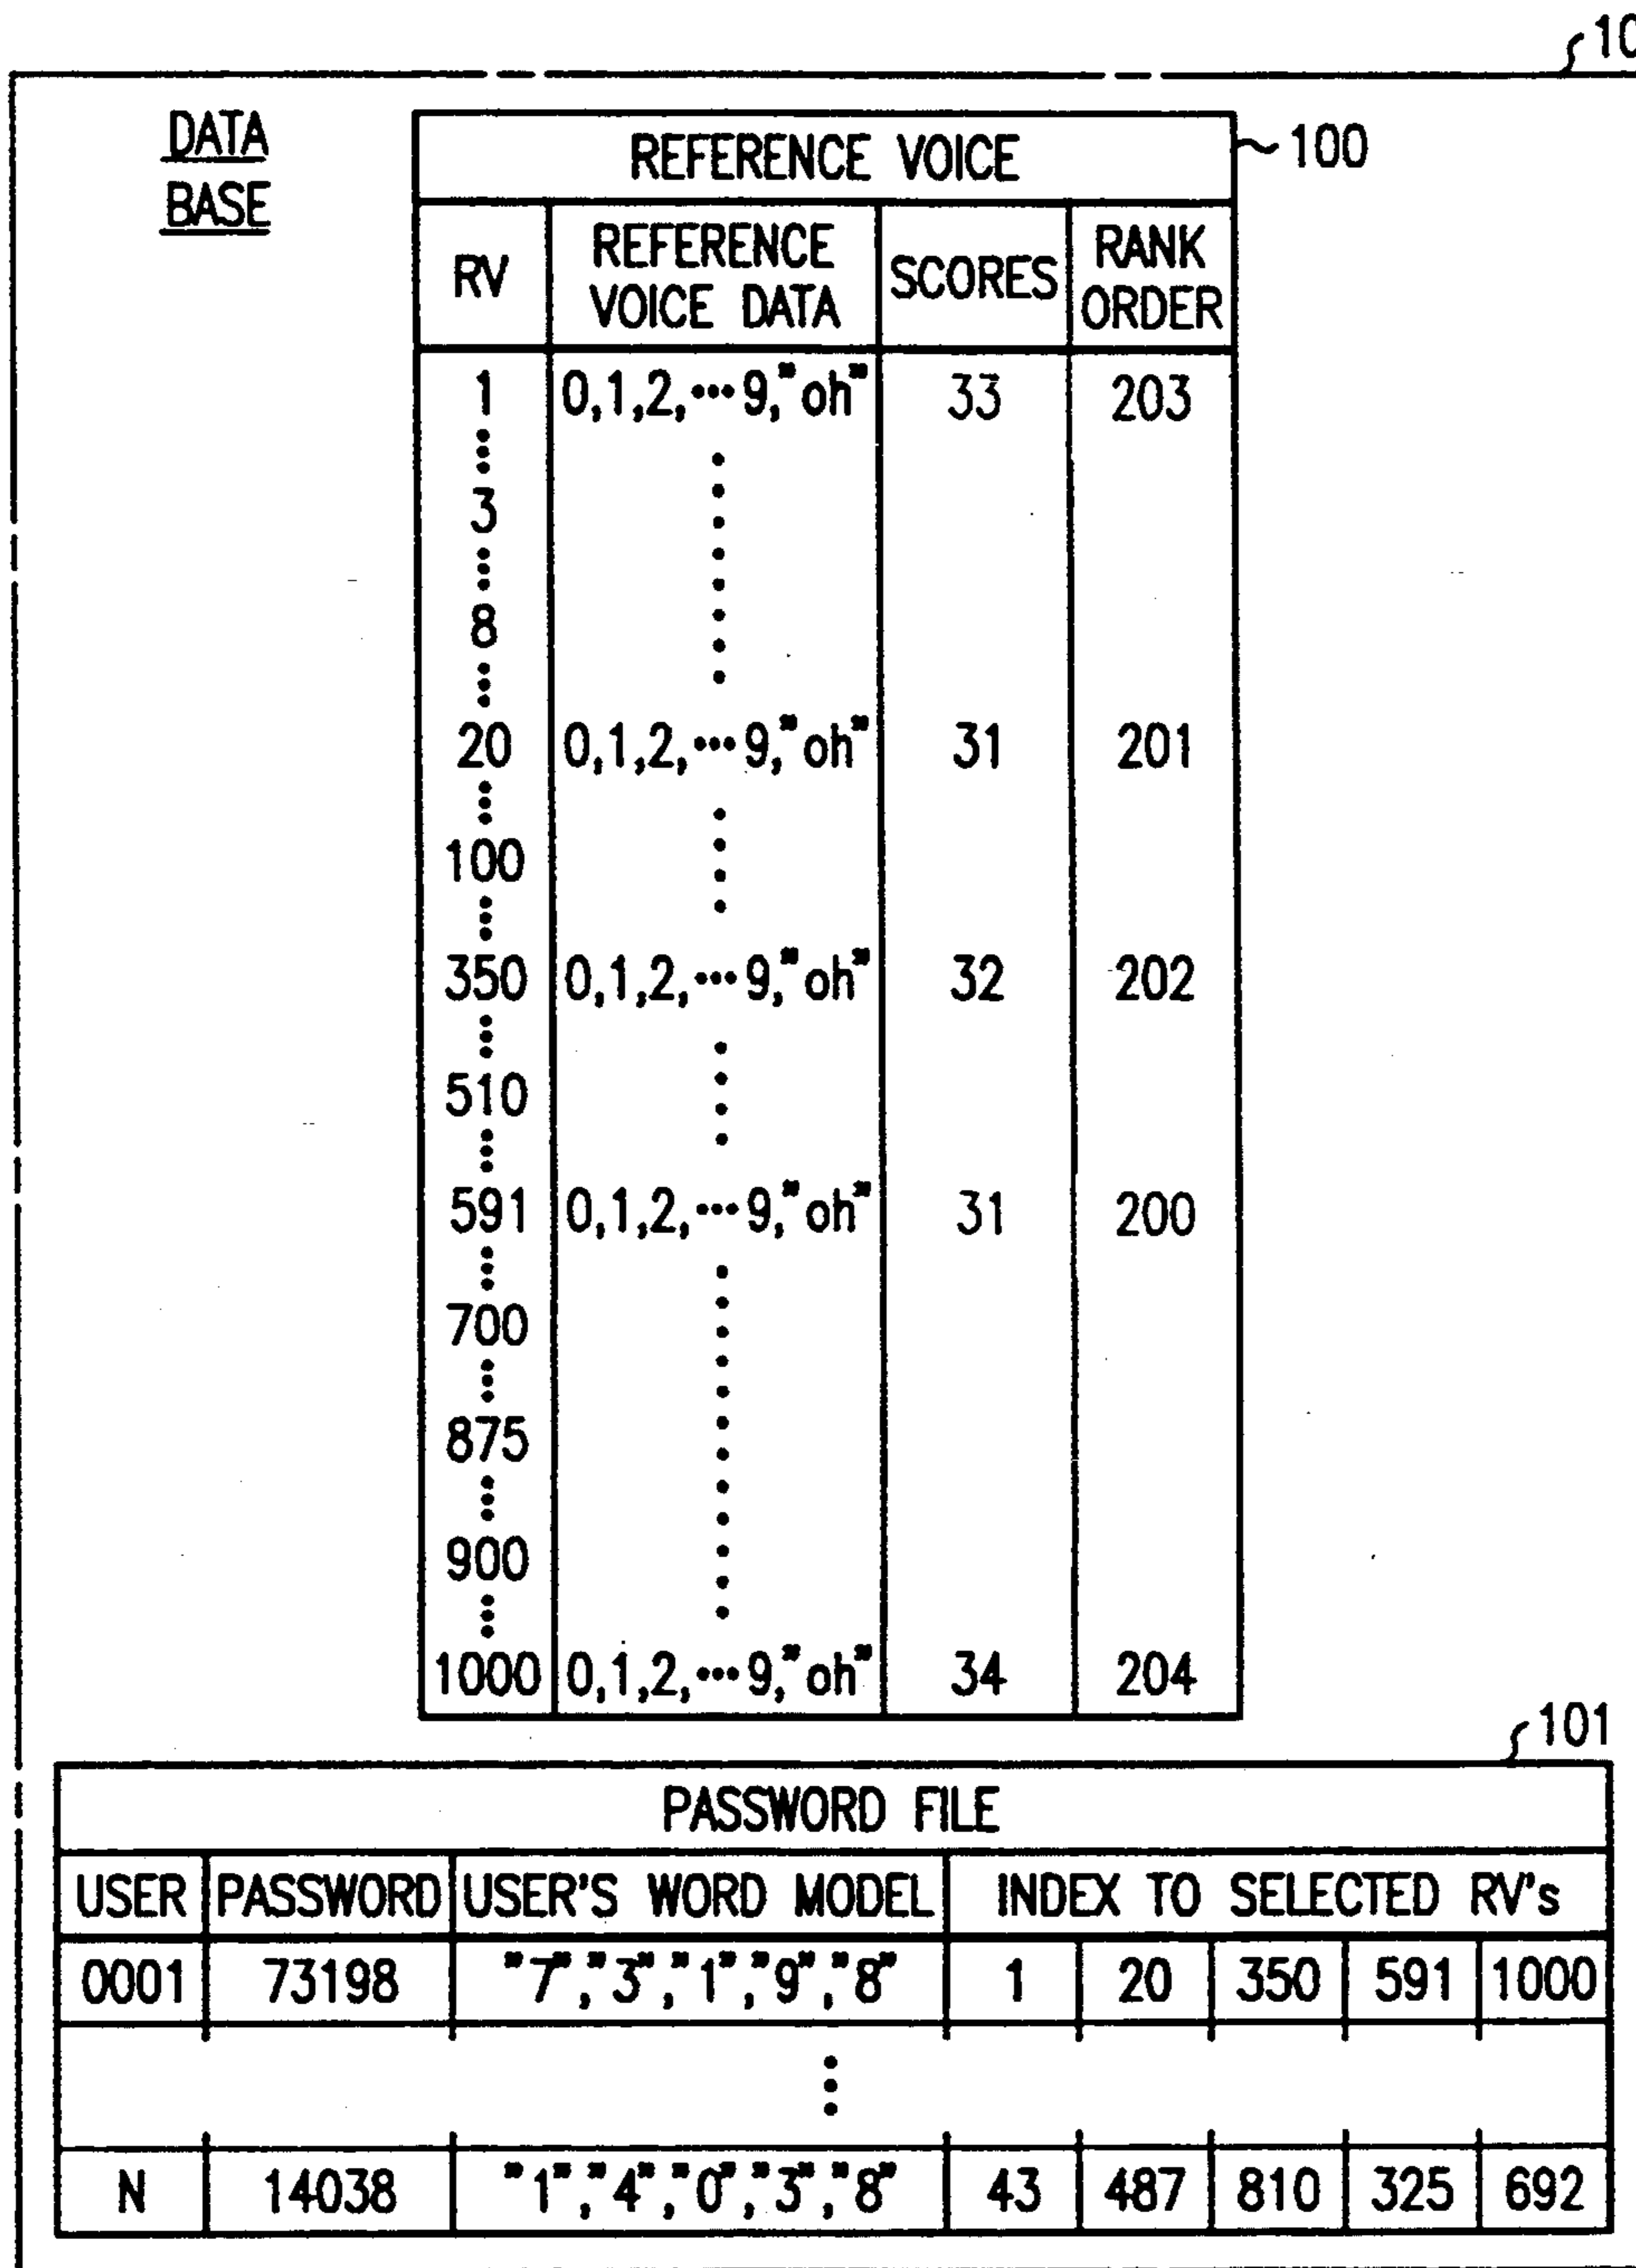 10
DATA
BASE
REFERENCE VOICE
100
RV
REFERENCE
VOICE DATA
SCORES
RANK
ORDER
1 0,1,2,···9,"oh" 33 203
3
8
20 0,1,2,···9,"oh" 31 201
100
350 0,1,2,···9,"oh" 32 202
510
591 0,1,2,···9,"oh" 31 200
700
875
900
1000 0,1,2,···9,"oh" 34 204
101
PASSWORD FILE
USER PASSWORD USER'S WORD MODEL INDEX TO SELECTED RV's
0001 73198 "7","3","1","9","8" 1 20 350 591 1000
N 14038 "1","4","0","3","8" 43 487 810 325 692